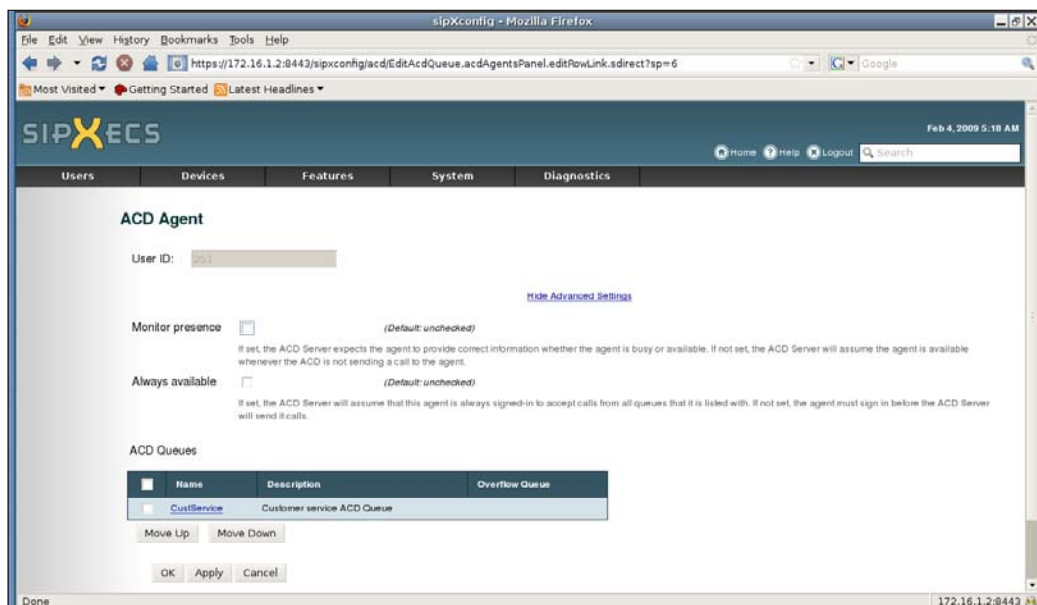 sipXconfig - Mozilla Firefox
File Edit View History Bookmarks Tools Help
https://172.16.1.2:8443/sipxconfig/acd/EditAcdQueue,acdAgentsPanel.editRowLink.sdirect?sp=6
Google
Most Visited Getting Started Latest Headlines
SIPXECS
Feb 4, 2009 5:18 AM
Home Help Logout Search
Users Devices Features System Diagnostics
ACD Agent
User ID: 251
Hide Advanced Settings
Monitor presence (Default: unchecked)
If set, the ACD Server expects the agent to provide correct information whether the agent is busy or available. If not set, the ACD Server will assume the agent is available
whenever the ACD is not sending a call to the agent.
Always available (Default: unchecked)
If set, the ACD Server will assume that this agent is always signed-in to accept calls from all queues that it is listed with. If not set, the agent must sign in before the ACD Server
will send it calls.
ACD Queues
Name Description Overflow Queue
CustService Customer service ACD Queue
Move Up Move Down
OK Apply Cancel
Done 172.16.1.2:8443